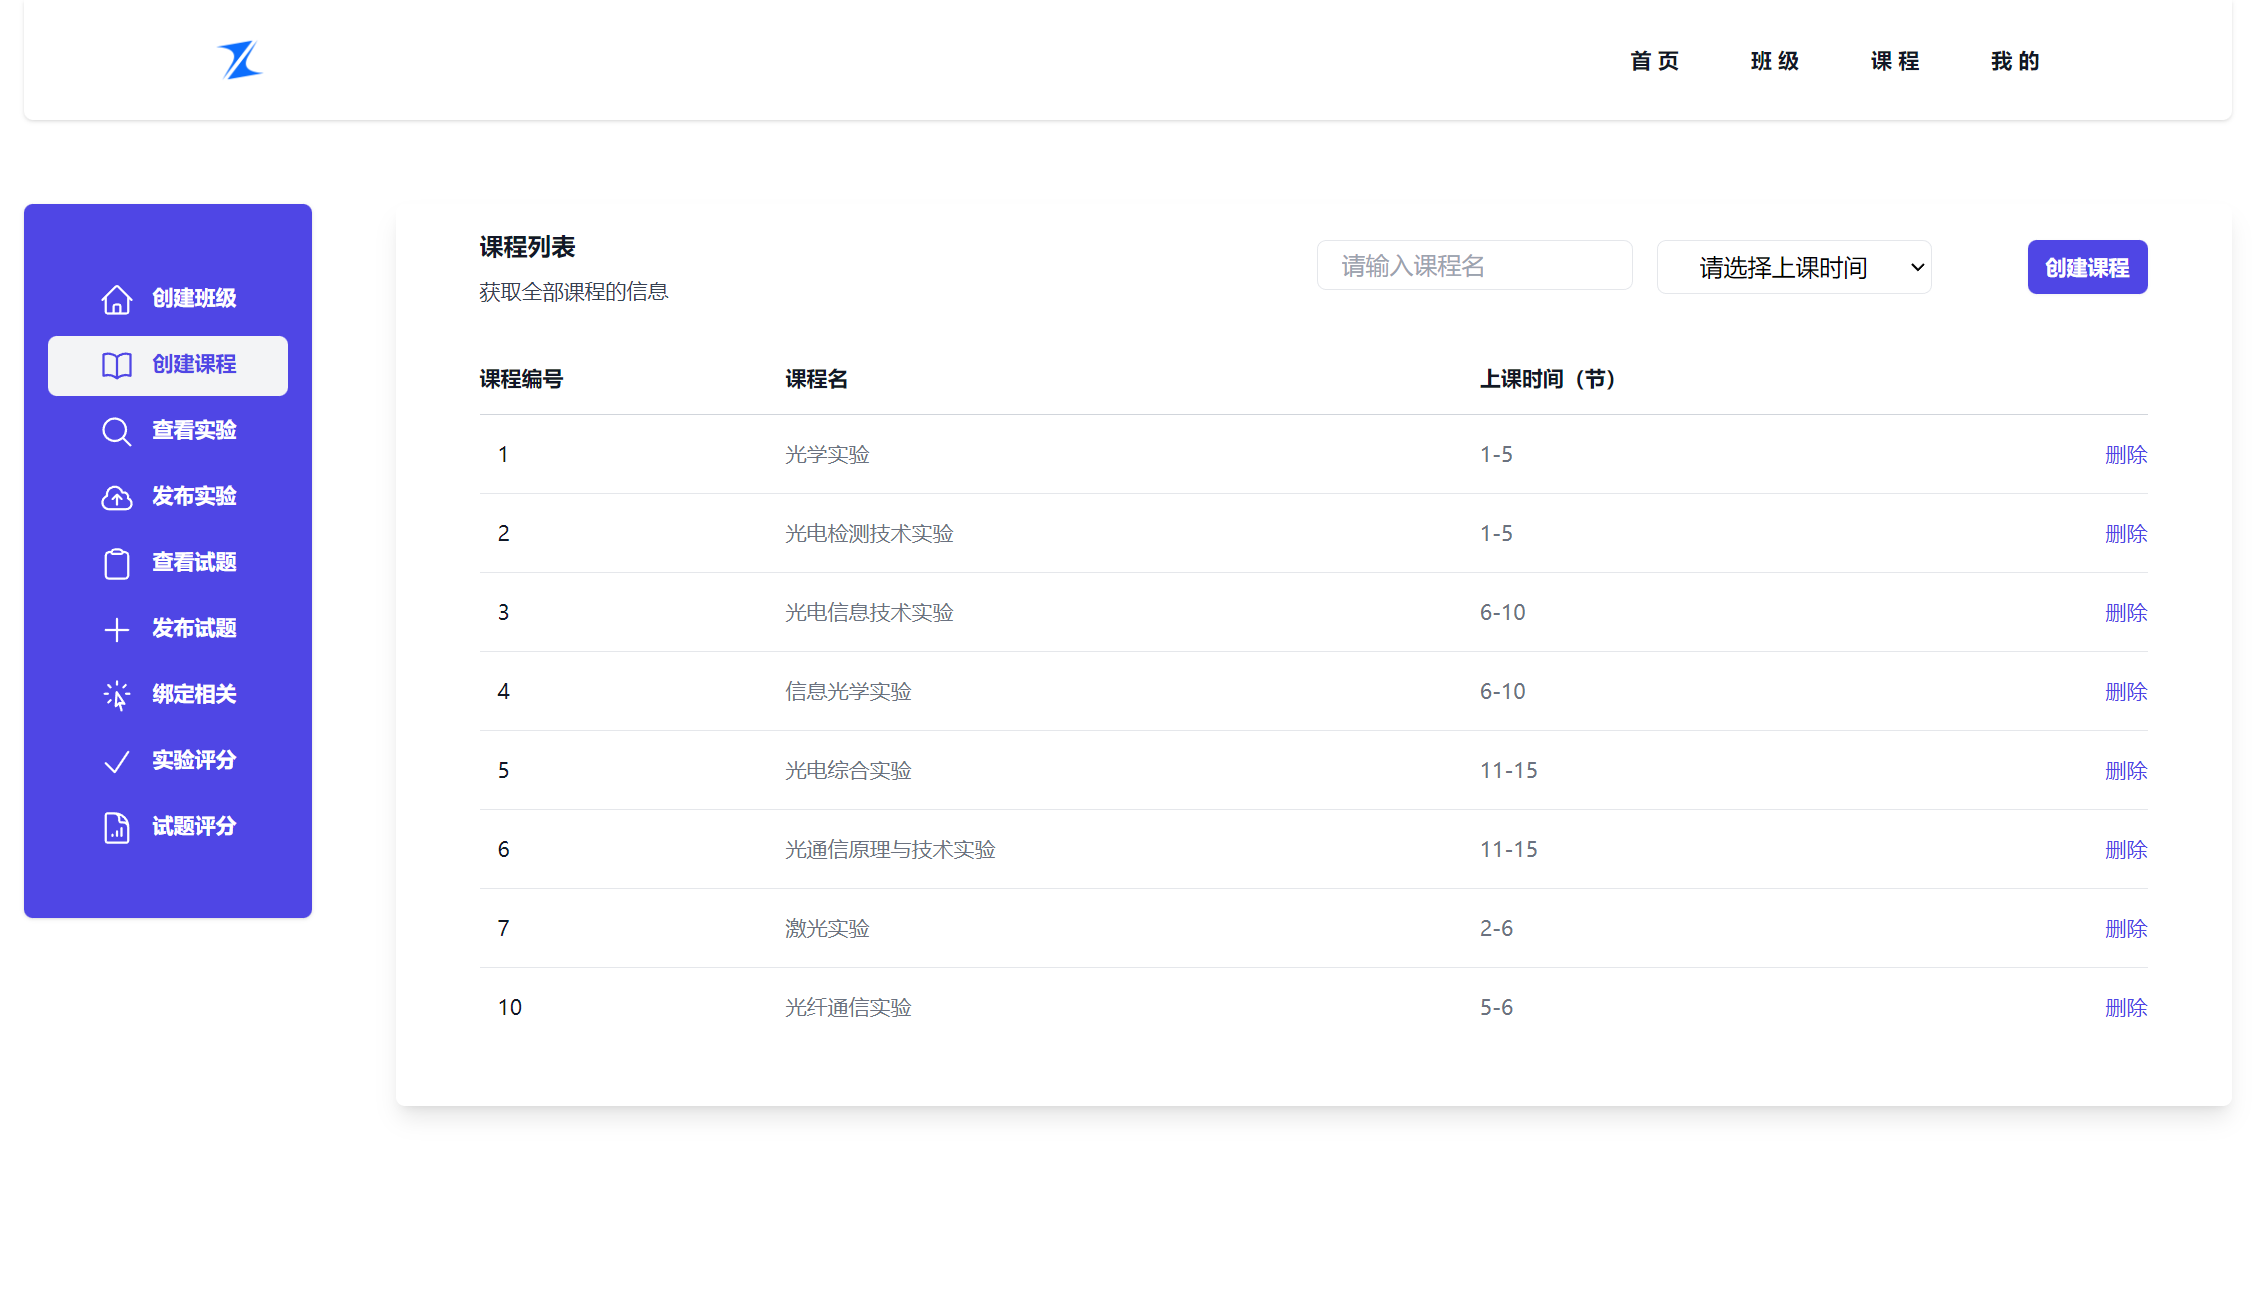 首页 班级 课程 我的
创建班级
创建课程
查看实验
发布实验
查看试题
发布试题
绑定相关
实验评分
试题评分
课程列表
获取全部课程的信息
请输入课程名 请选择上课时间 创建课程
课程编号 课程名 上课时间（节）
1 光学实验 1-5 删除
2 光电检测技术实验 1-5 删除
3 光电信息技术实验 6-10 删除
4 信息光学实验 6-10 删除
5 光电综合实验 11-15 删除
6 光通信原理与技术实验 11-15 删除
7 激光实验 2-6 删除
10 光纤通信实验 5-6 删除